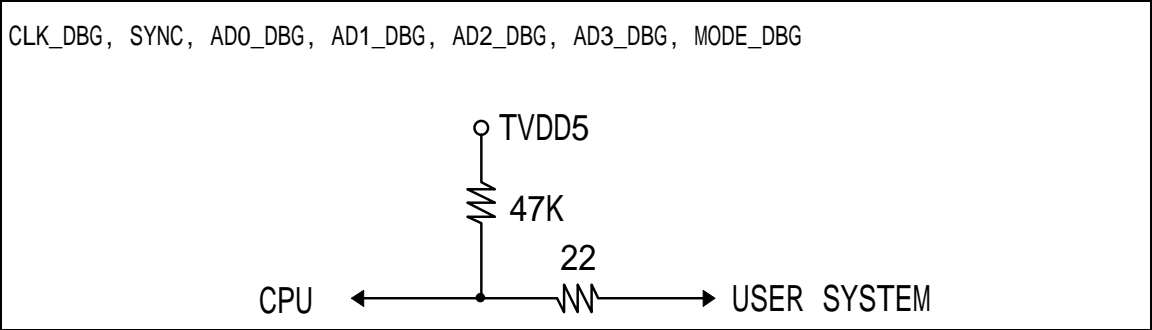 CLK_DBG, SYNC, AD0_DBG, AD1_DBG, AD2_DBG, AD3_DBG, MODE_DBG
TVDD5
47K
22
CPU
USER SYSTEM